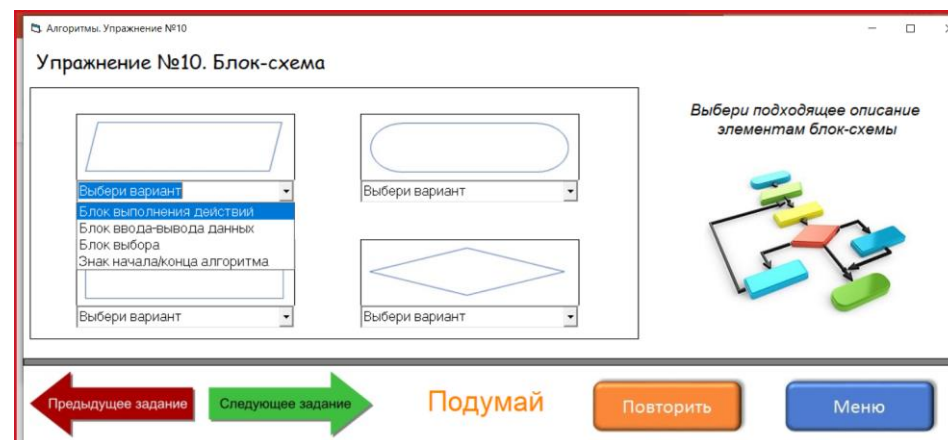 Алгоритмы. Упражнение №10
Упражнение №10. Блок-схема
Выбери подходящее описание
элементам блок-схемы
Выбери вариант
Выбери вариант
Блок выполнения действий
Блок ввода-вывода данных
Блок выбора
Знак начала/конца алгоритма
Выбери вариант
Выбери вариант
Предыдущее задание
Следующее задание
Подумай
Повторить
Меню